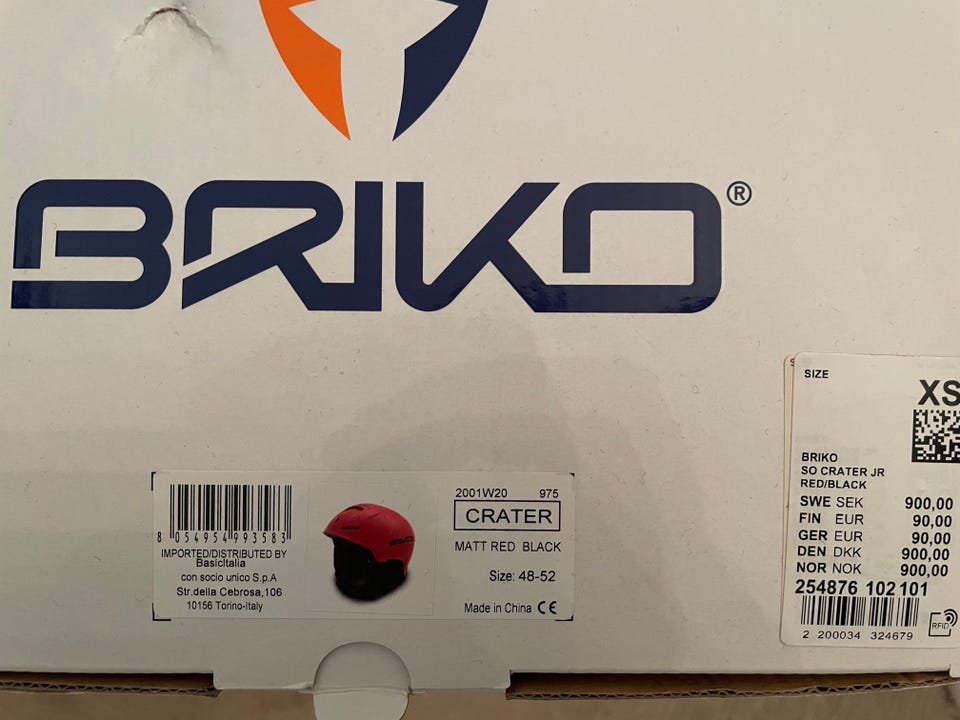 BRIKO®
8 054954 993583
IMPORTED/DISTRIBUTED BY
BasicItalia
con socio unico S.p.A
Str.della Cebrosa,106
10156 Torino-Italy
BRIKO
2001W20 975
CRATER
MATT RED BLACK
Size: 48-52
Made in China CE
SIZE
XS
BRIKO
SO CRATER JR
RED/BLACK
SWE SEK 900,00
FIN EUR 90,00
GER EUR 90,00
DEN DKK 900,00
NOR NOK 900,00
254876 102 101
2 200034 324679
RFID